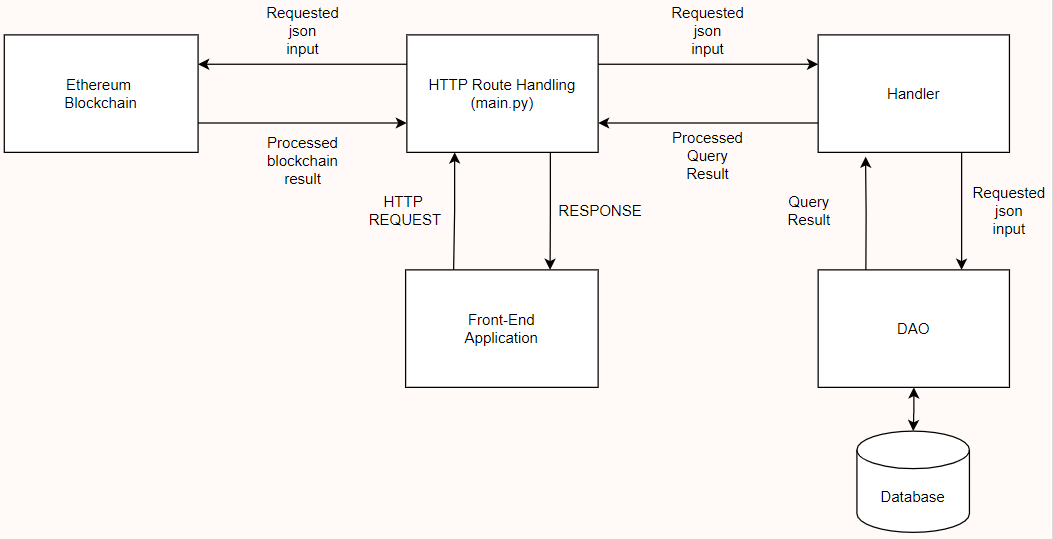 Requested
json
input
Requested
json
input
Ethereum
Blockchain
HTTP Route Handling
(main.py)
Handler
Processed
blockchain
result
Processed
Query
Result
HTTP
REQUEST
RESPONSE
Query
Result
Requested
json
input
Front-End
Application
DAO
Database